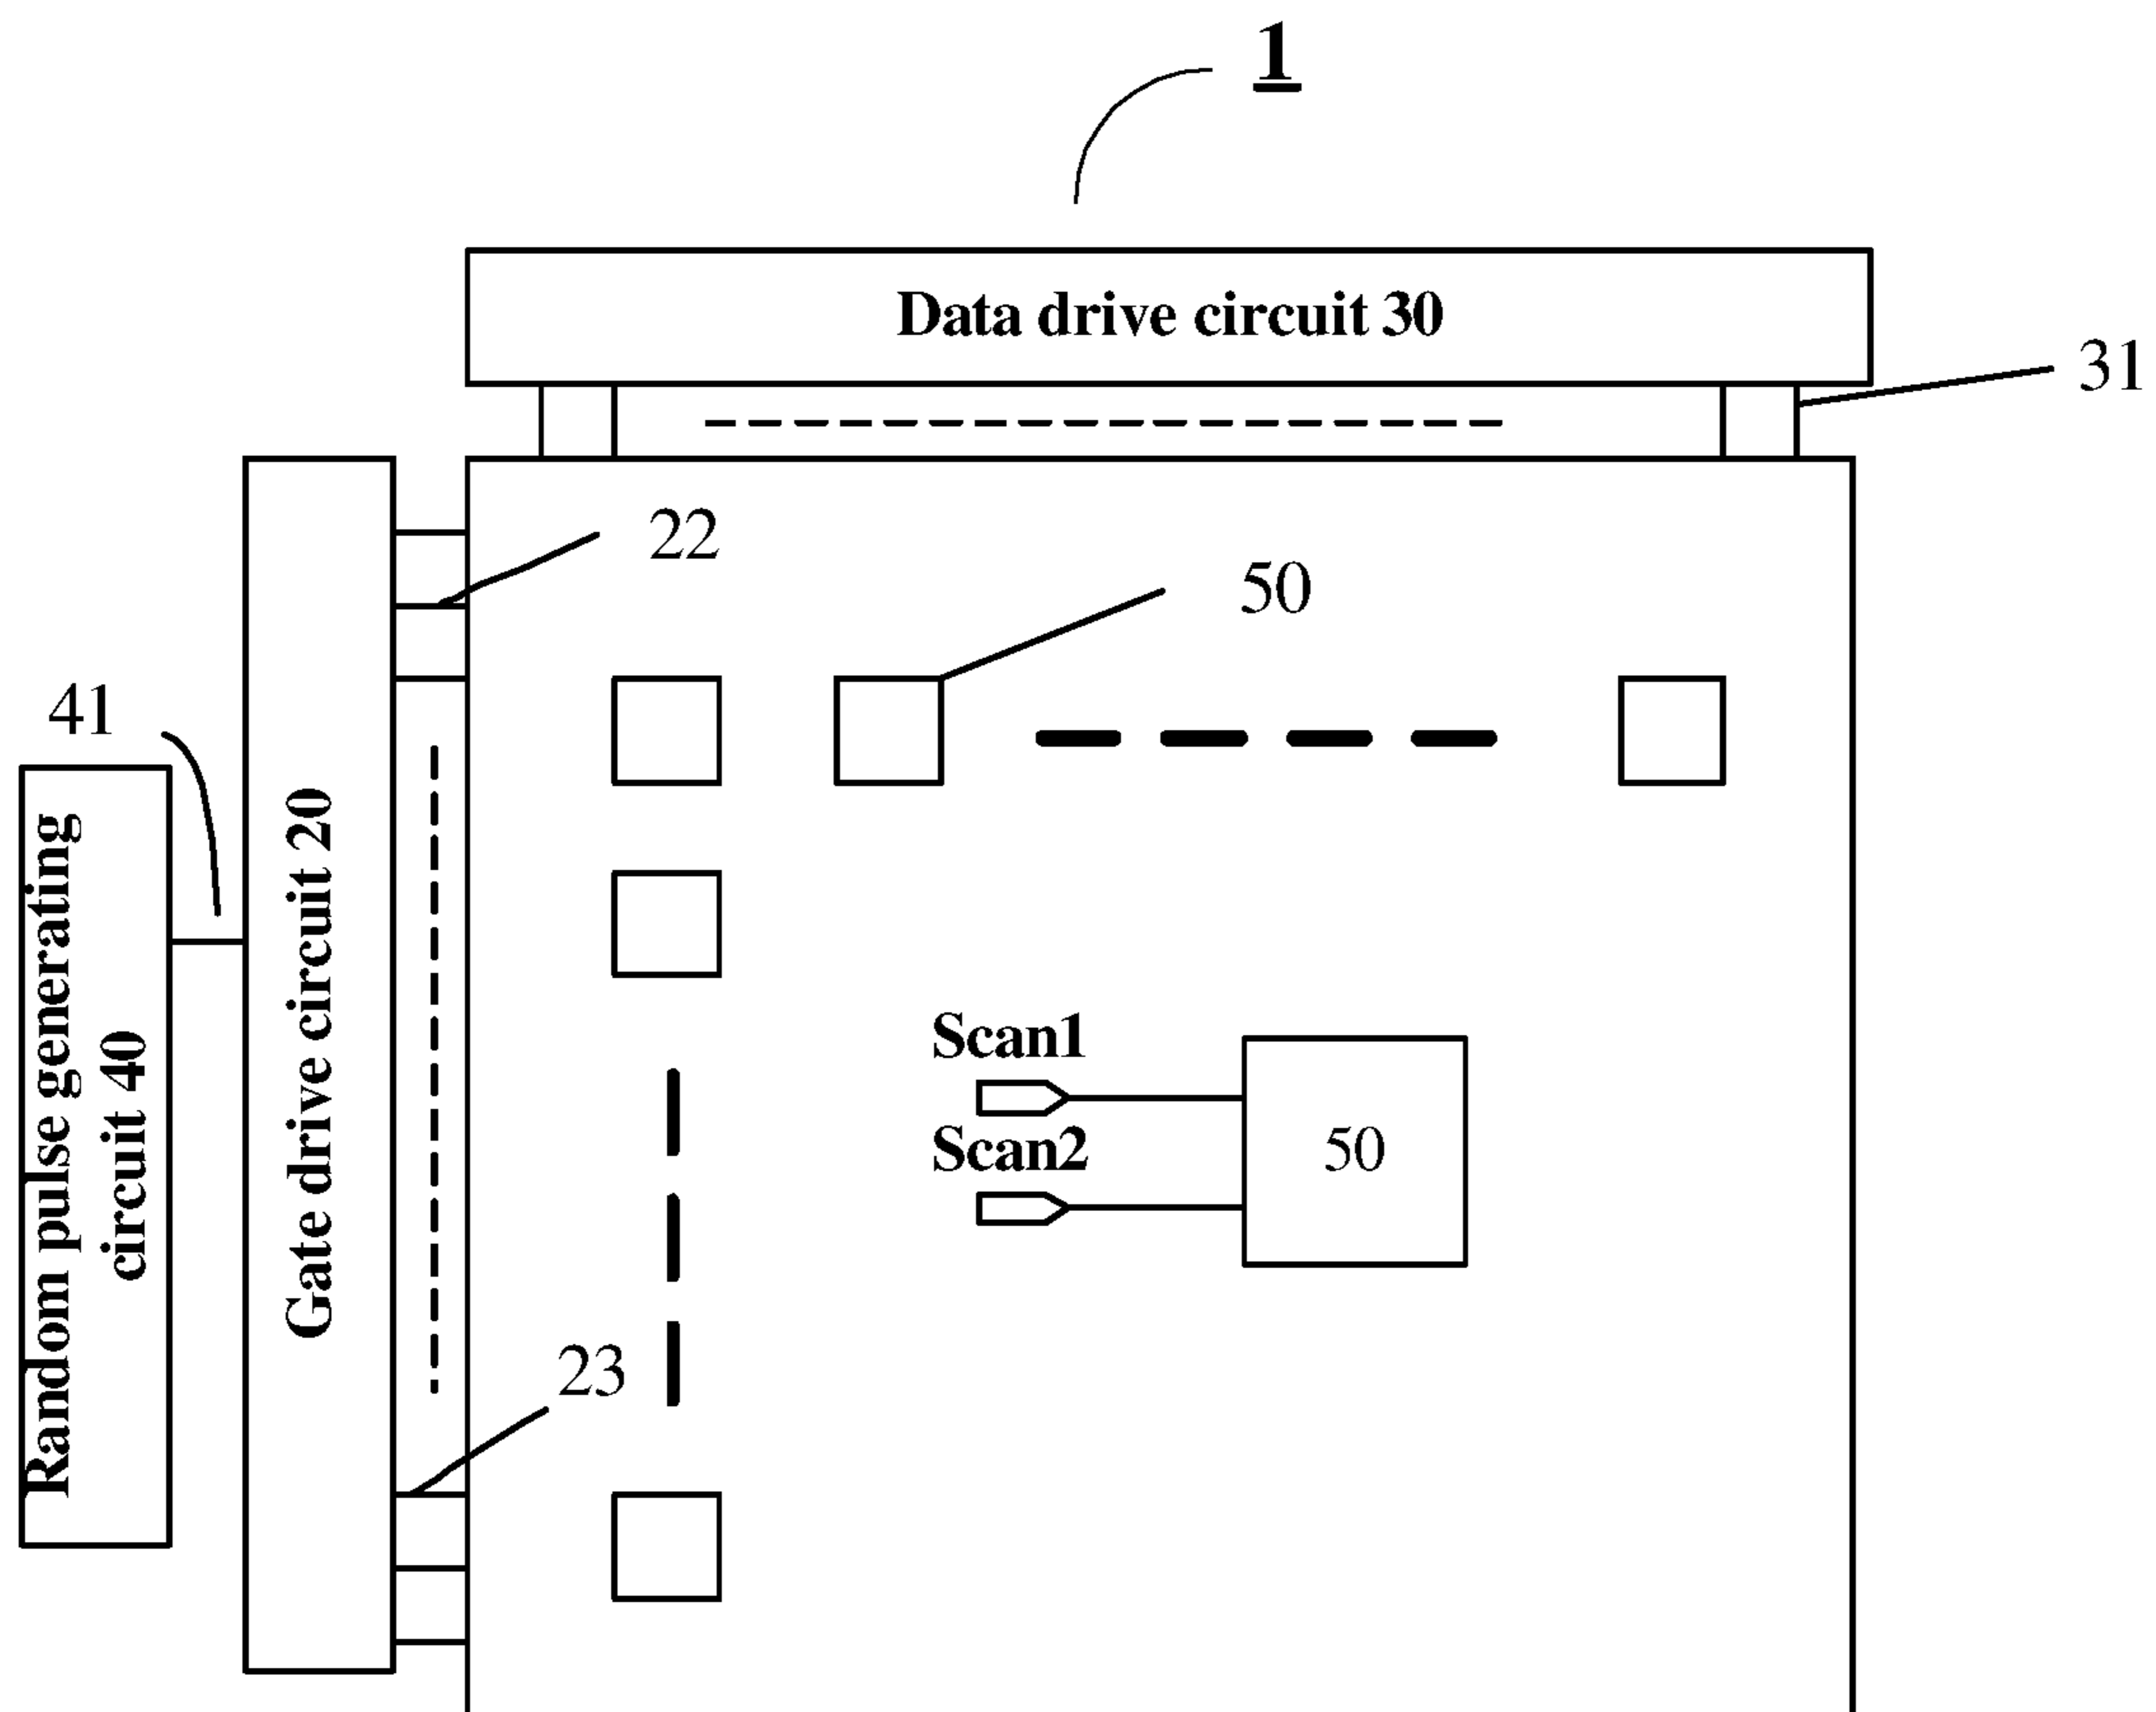 1
Data drive circuit 30
31
22
50
41
Random pulse generating
circuit 40
Gate drive circuit 20
Scan1
Scan2
50
23